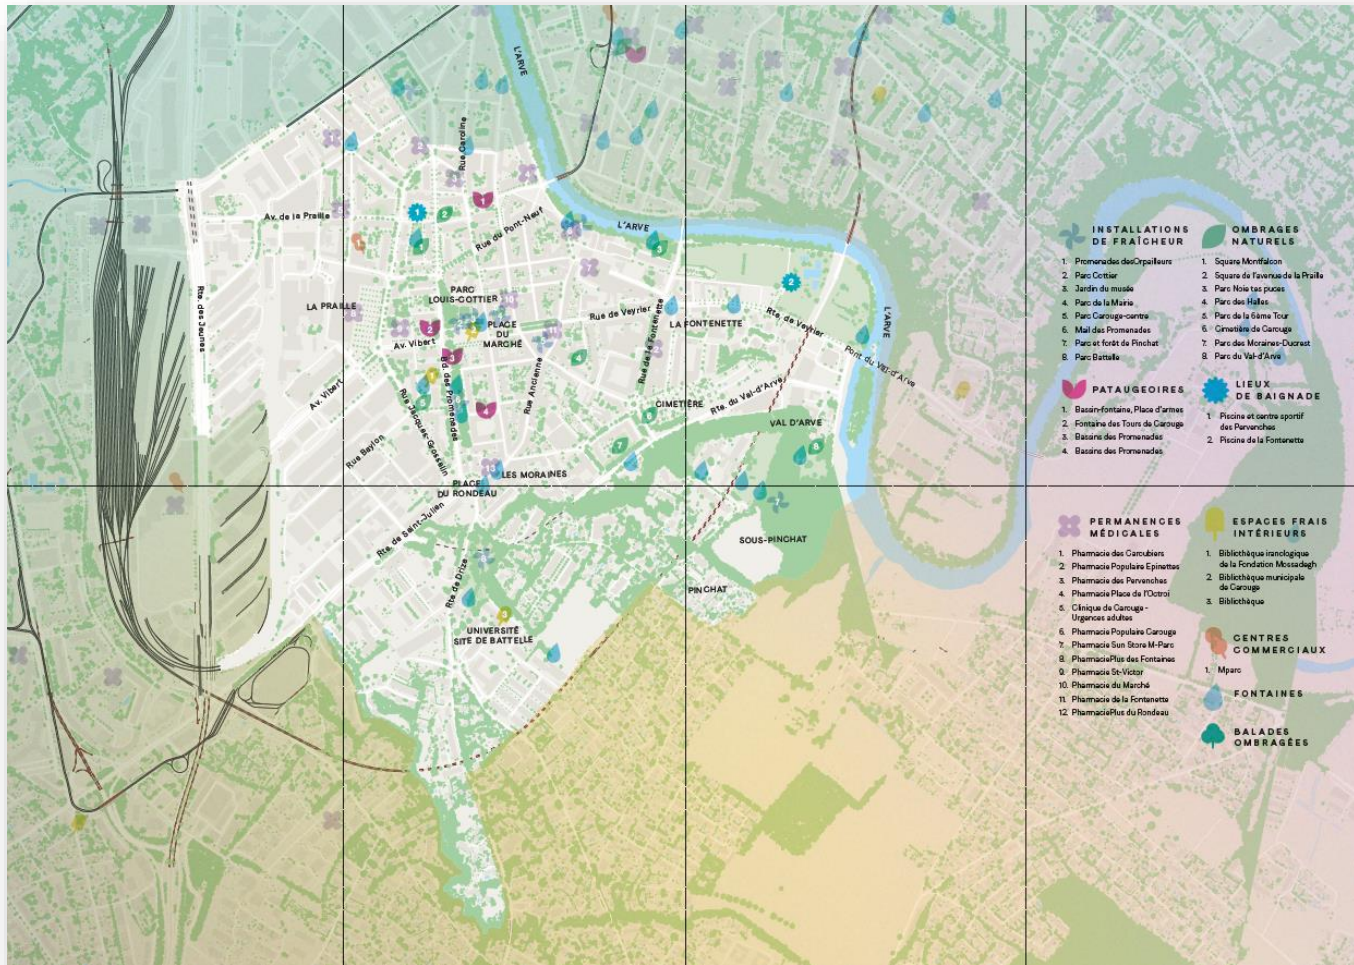 L'ARVE
Rue Caroline
Av. de la Praille
Rue du Pont-Neuf
L'ARVE
Rte. des Jeunes
LA PRAILLE
PARC
LOUIS-COTTIER
PLACE
DU
MARCHÉ
Av. Vibert
Rue de Veyrier
LA FONTENETTE
Rte. de Veyrier
L'ARVE
Pont du Val-d'Arve
Rue de la Fontenette
Rue Ancienne
Bd. des Promenades
Rue Jacques-Grosselin
Av. Vibert
Rue Baylon
CIMETIÈRE
Rte. du Val-d'Arve
VAL D'ARVE
LES MORAINES
PLACE
DU RONDEAU
Rte. de Saint-Julien
Rte de Drize
SOUS-PINCHAT
PINCHAT
UNIVERSITÉ
SITE DE BATTELLE
INSTALLATIONS
DE FRAÎCHEUR
1. Promenades desOrpailleurs
2. Parc Cottier
3. Jardin du musée
4. Parc de la Mairie
5. Parc Carouge-centre
6. Mail des Promenades
7. Parc et forêt de Pinchat
8. Parc Battelle
OMBRAGES
NATURELS
1. Square Montfalcon
2. Square de l'avenue de la Praille
3. Parc Noie tes puces
4. Parc des Halles
5. Parc de la 6ème Tour
6. Cimetière de Carouge
7. Parc des Moraines-Ducrest
8. Parc du Val-d'Arve
PATAUGEOIRES
1. Bassin-fontaine, Place d'armes
2. Fontaine des Tours de Carouge
3. Bassins des Promenades
4. Bassins des Promenades
LIEUX
DE BAIGNADE
1. Piscine et centre sportif
des Pervenches
2. Piscine de la Fontenette
PERMANENCES
MÉDICALES
1. Pharmacie des Caroubiers
2. Pharmacie Populaire Epinettes
3. Pharmacie des Pervenches
4. Pharmacie Place de l'Octroi
5. Clinique de Carouge -
Urgences adultes
6. Pharmacie Populaire Carouge
7. Pharmacie Sun Store M-Parc
8. PharmaciePlus des Fontaines
9. Pharmacie St-Victor
10. Pharmacie du Marché
11. Pharmacie de la Fontenette
12. PharmaciePlus du Rondeau
ESPACES FRAIS
INTÉRIEURS
1. Bibliothèque iranologique
de la Fondation Mossadegh
2. Bibliothèque municipale
de Carouge
3. Bibliothèque
CENTRES
COMMERCIAUX
1. Mparc
FONTAINES
BALADES
OMBRAGÉES